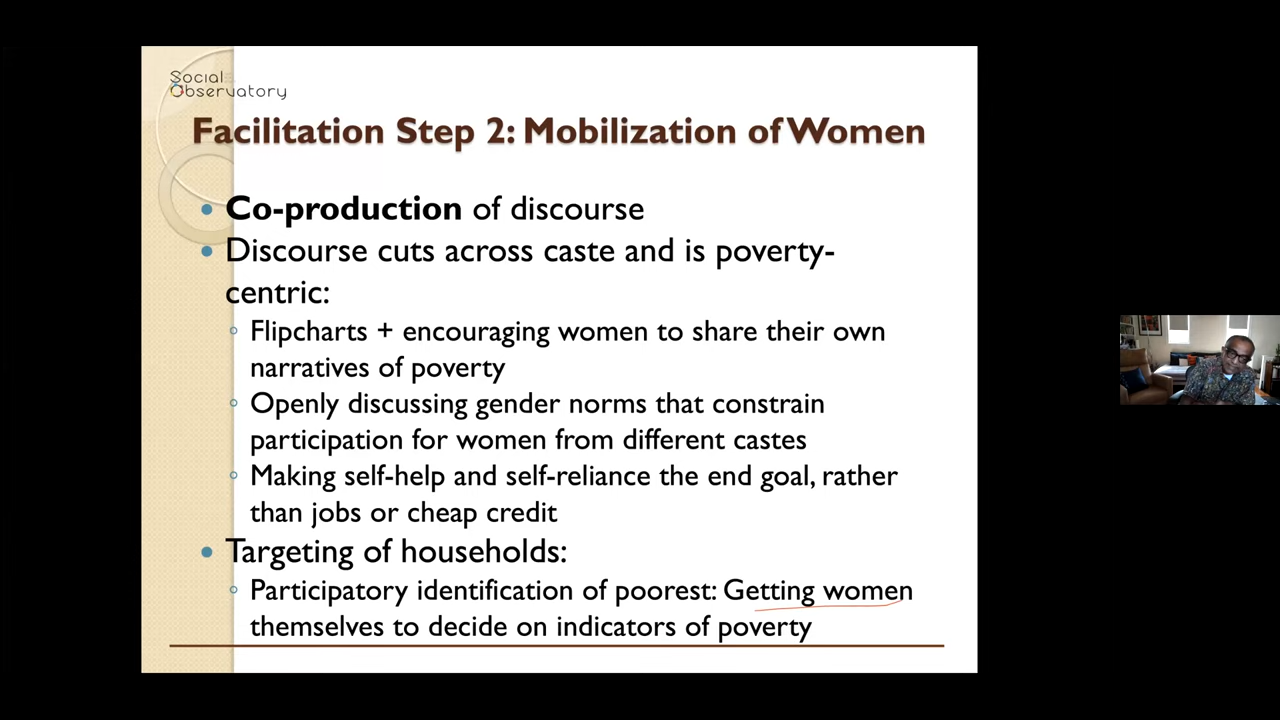 Social
Observatory
Facilitation Step 2: Mobilization of Women
Co-production of discourse
Discourse cuts across caste and is poverty-
centric:
Flipcharts + encouraging women to share their own
narratives of poverty
Openly discussing gender norms that constrain
participation for women from different castes
Making self-help and self-reliance the end goal, rather
than jobs or cheap credit
Targeting of households:
Participatory identification of poorest: Getting women
themselves to decide on indicators of poverty